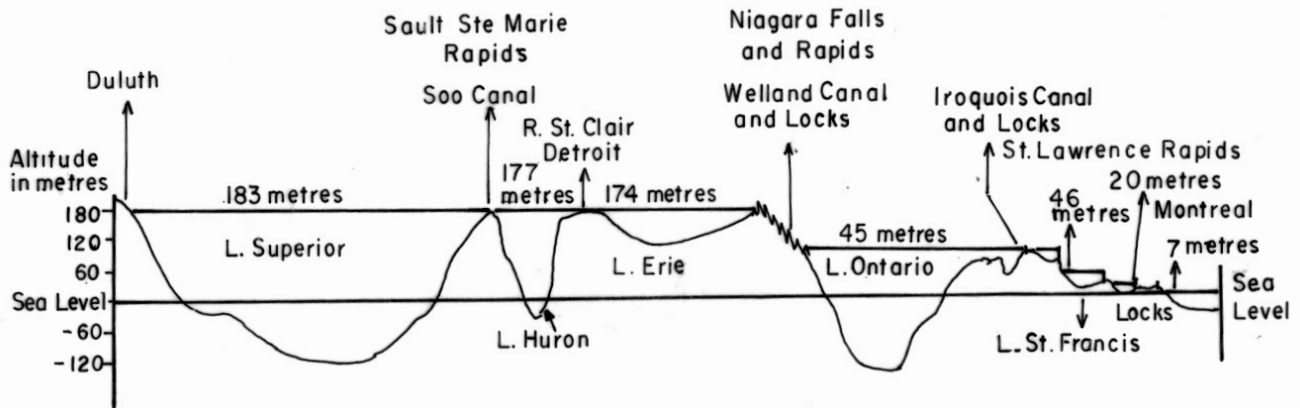 Sault Ste Marie
Rapids
Niagara Falls
and Rapids
Duluth
Soo Canal
R. St. Clair
Detroit
Welland Canal
and Locks
Iroquois Canal
and Locks
St. Lawrence Rapids
Altitude
in metres
183 metres
177
metres
174 metres
45 metres
46
metres
20 metres
Montreal
7 metres
180
120
60
Sea Level
-60
-120
L. Superior
L. Huron
L. Erie
L. Ontario
L. St. Francis
Locks
Sea
Level